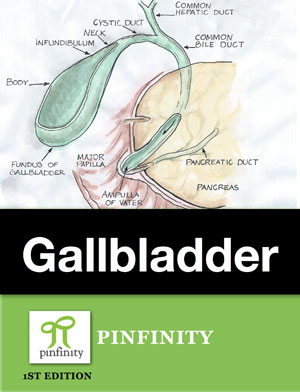 COMMON
HEPATIC DUCT
CYSTIC DUCT
NECK
INFUNDIBULUM
COMMON
BILE DUCT
BODY
FUNDUS OF
GALLBLADDER
MAJOR
PAPILLA
PANCREATIC DUCT
AMPULLA
OF VATER
PANCREAS
Gallbladder
pinfinity
PINFINITY
1ST EDITION